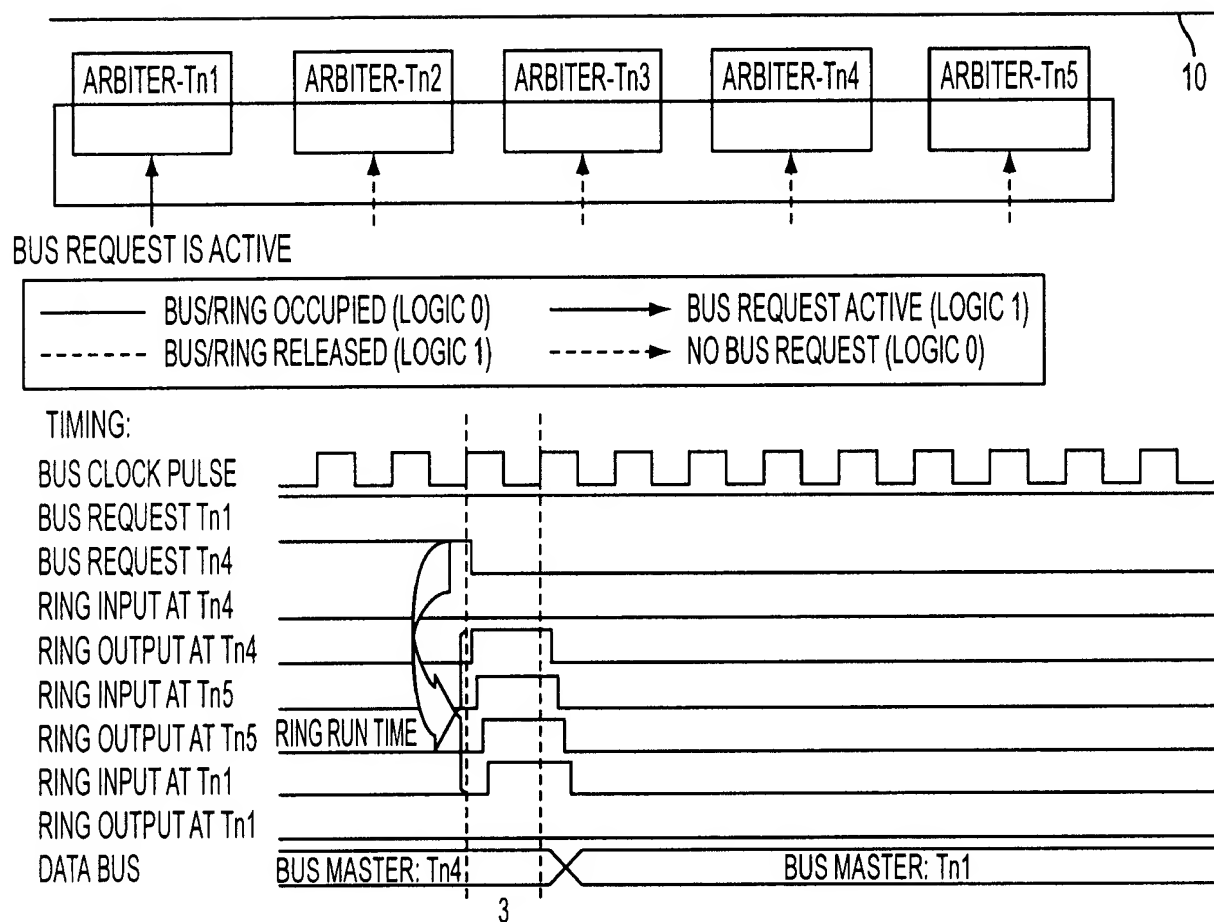 ARBITER-Tn1 ARBITER-Tn2 ARBITER-Tn3 ARBITER-Tn4 ARBITER-Tn5 10
BUS REQUEST IS ACTIVE
BUS/RING OCCUPIED (LOGIC 0) BUS REQUEST ACTIVE (LOGIC 1)
BUS/RING RELEASED (LOGIC 1) NO BUS REQUEST (LOGIC 0)
TIMING:
BUS CLOCK PULSE
BUS REQUEST Tn1
BUS REQUEST Tn4
RING INPUT AT Tn4
RING OUTPUT AT Tn4
RING INPUT AT Tn5
RING OUTPUT AT Tn5 RING RUN TIME
RING INPUT AT Tn1
RING OUTPUT AT Tn1
DATA BUS BUS MASTER: Tn4 BUS MASTER: Tn1
3